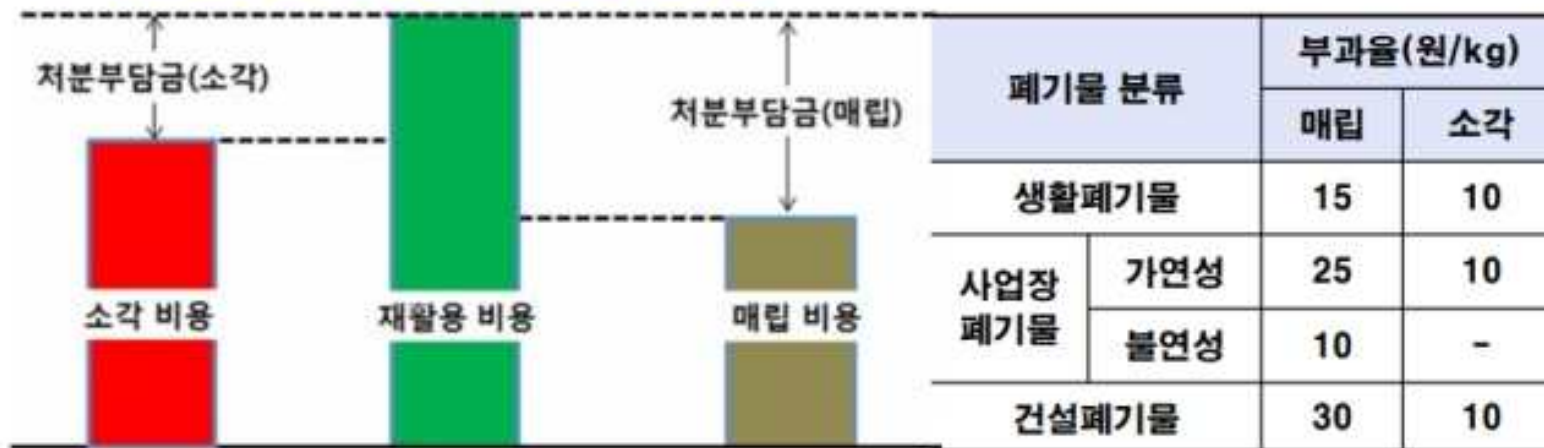 처분부담금(소각)
처분부담금(매립)
소각 비용
재활용 비용
매립 비용
폐기물 분류
부과율(원/kg)
매립
소각
생활폐기물
15
10
사업장
폐기물
가연성
25
10
불연성
10
-
건설폐기물
30
10